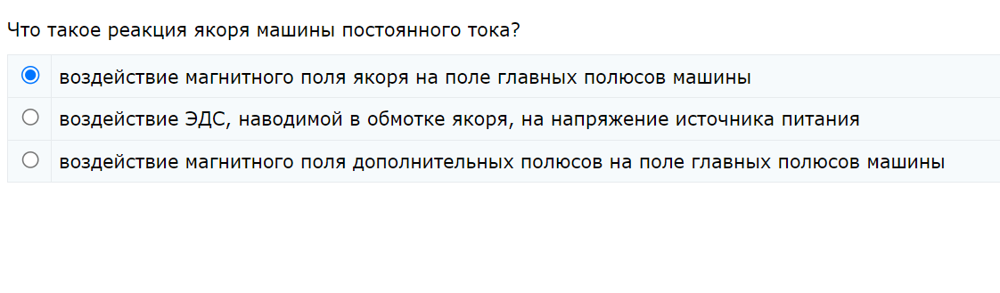 Что такое реакция якоря машины постоянного тока?
воздействие магнитного поля якоря на поле главных полюсов машины
воздействие ЭДС, наводимой в обмотке якоря, на напряжение источника питания
воздействие магнитного поля дополнительных полюсов на поле главных полюсов машины